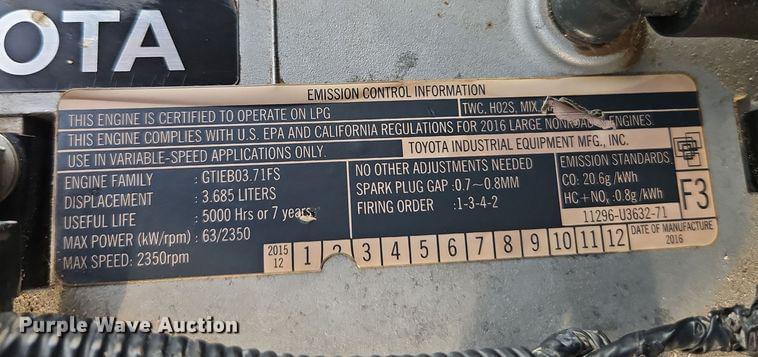 OTA
EMISSION CONTROL INFORMATION
THIS ENGINE IS CERTIFIED TO OPERATE ON LPG
TWC, HO2S, MIX,
THIS ENGINE COMPLIES WITH U.S. EPA AND CALIFORNIA REGULATIONS FOR 2016 LARGE NONROAD ENGINES.
USE IN VARIABLE-SPEED APPLICATIONS ONLY.
TOYOTA INDUSTRIAL EQUIPMENT MFG., INC.
ENGINE FAMILY : GTIEB03.71FS
DISPLACEMENT : 3.685 LITERS
USEFUL LIFE : 5000 Hrs or 7 years
MAX POWER (kW/rpm) : 63/2350
MAX SPEED: 2350rpm
NO OTHER ADJUSTMENTS NEEDED
SPARK PLUG GAP : 0.7～0.8MM
FIRING ORDER : 1-3-4-2
EMISSION STANDARDS
CO: 20.6g/kWh
HC+NOx: 0.8g/kWh
11296-U3632-71
F3
2015 12 1 2 3 4 5 6 7 8 9 10 11 12 DATE OF MANUFACTURE 2016
Purple Wave Auction